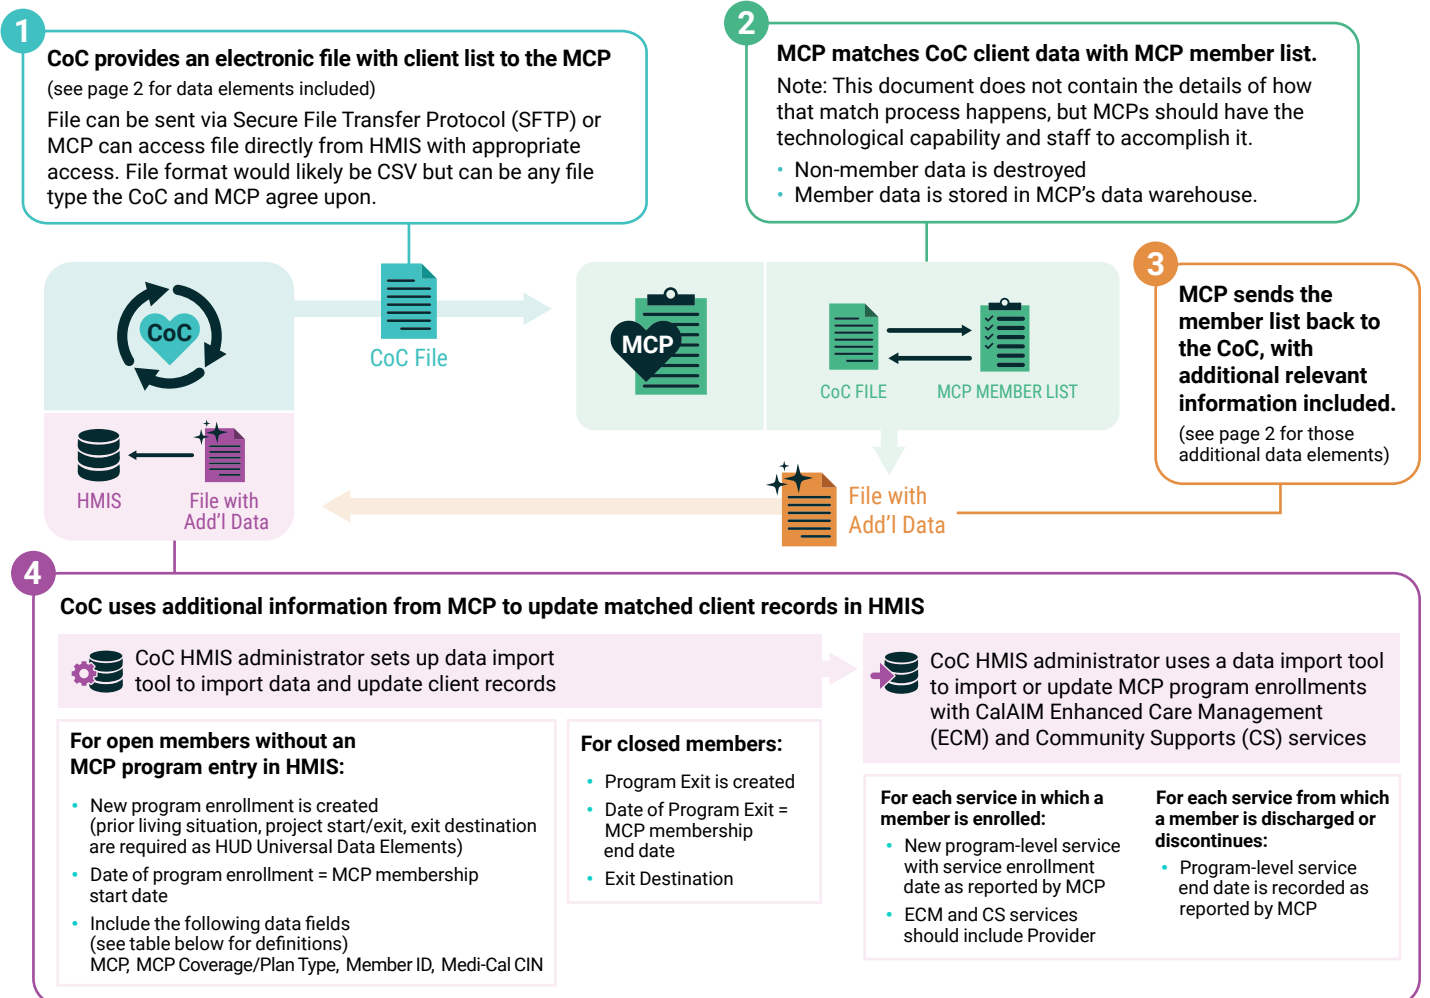 1
CoC provides an electronic file with client list to the MCP
(see page 2 for data elements included)
File can be sent via Secure File Transfer Protocol (SFTP) or
MCP can access file directly from HMIS with appropriate
access. File format would likely be CSV but can be any file
type the CoC and MCP agree upon.
2
MCP matches CoC client data with MCP member list.
Note: This document does not contain the details of how
that match process happens, but MCPs should have the
technological capability and staff to accomplish it.
• Non-member data is destroyed
• Member data is stored in MCP’s data warehouse.
CoC
CoC File
MCP
CoC FILE
MCP MEMBER LIST
3
MCP sends the
member list back to
the CoC, with
additional relevant
information included.
(see page 2 for those
additional data elements)
HMIS
File with
Add’l Data
File with
Add’l Data
4
CoC uses additional information from MCP to update matched client records in HMIS
CoC HMIS administrator sets up data import
tool to import data and update client records
For open members without an
MCP program entry in HMIS:
• New program enrollment is created
(prior living situation, project start/exit, exit destination
are required as HUD Universal Data Elements)
• Date of program enrollment = MCP membership
start date
• Include the following data fields
(see table below for definitions)
MCP, MCP Coverage/Plan Type, Member ID, Medi-Cal CIN
For closed members:
• Program Exit is created
• Date of Program Exit =
MCP membership
end date
• Exit Destination
CoC HMIS administrator uses a data import tool
to import or update MCP program enrollments
with CalAIM Enhanced Care Management
(ECM) and Community Supports (CS) services
For each service in which a
member is enrolled:
• New program-level service
with service enrollment
date as reported by MCP
• ECM and CS services
should include Provider
For each service from which
a member is discharged or
discontinues:
• Program-level service
end date is recorded as
reported by MCP